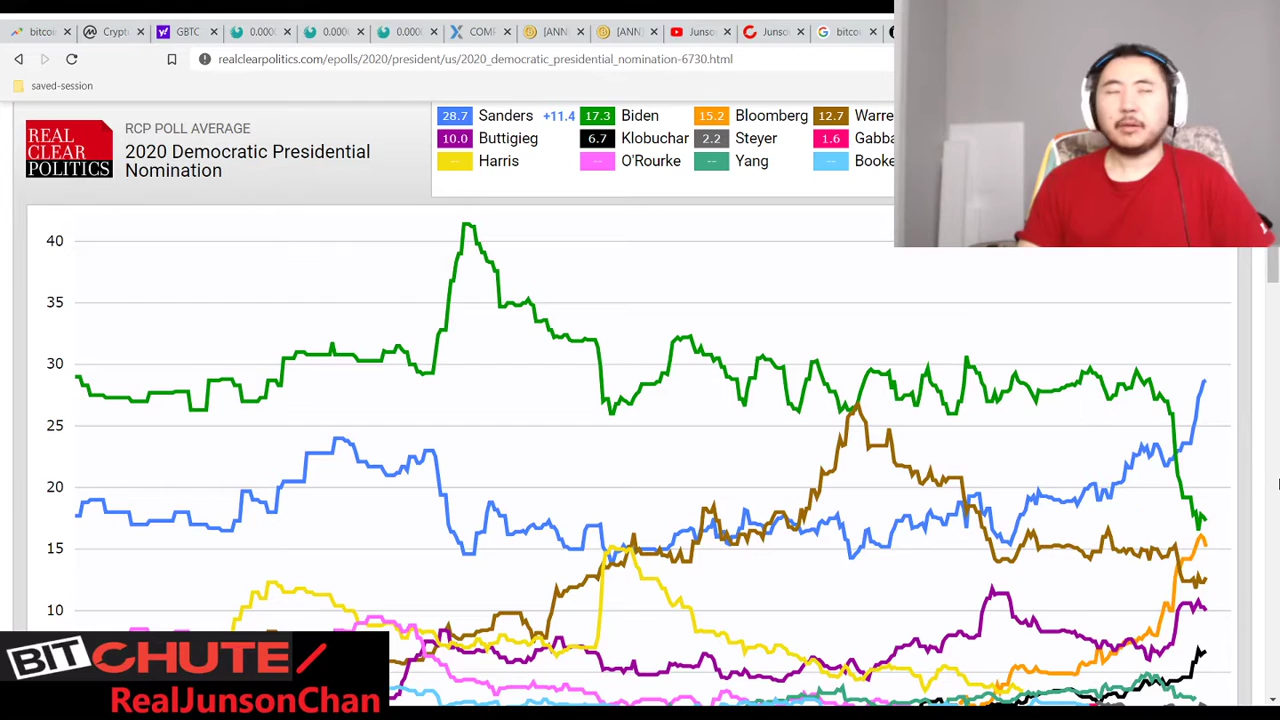 bitcor Crypt GBTC 0.000( 0.000( 0.000( COMF [ANN [ANN Junso Junso bitco
realclearpolitics.com/epolls/2020/president/us/2020_democratic_presidential_nomination-6730.html
saved-session
REAL
CLEAR
POLITICS
RCP POLL AVERAGE
2020 Democratic Presidential
Nomination
28.7 Sanders +11.4 17.3 Biden 15.2 Bloomberg 12.7 Warre
10.0 Buttigieg 6.7 Klobuchar 2.2 Steyer 1.6 Gabba
-- Harris -- O'Rourke -- Yang -- Booke
40
35
30
25
20
15
10
BITCHUTE
RealJunsonChan